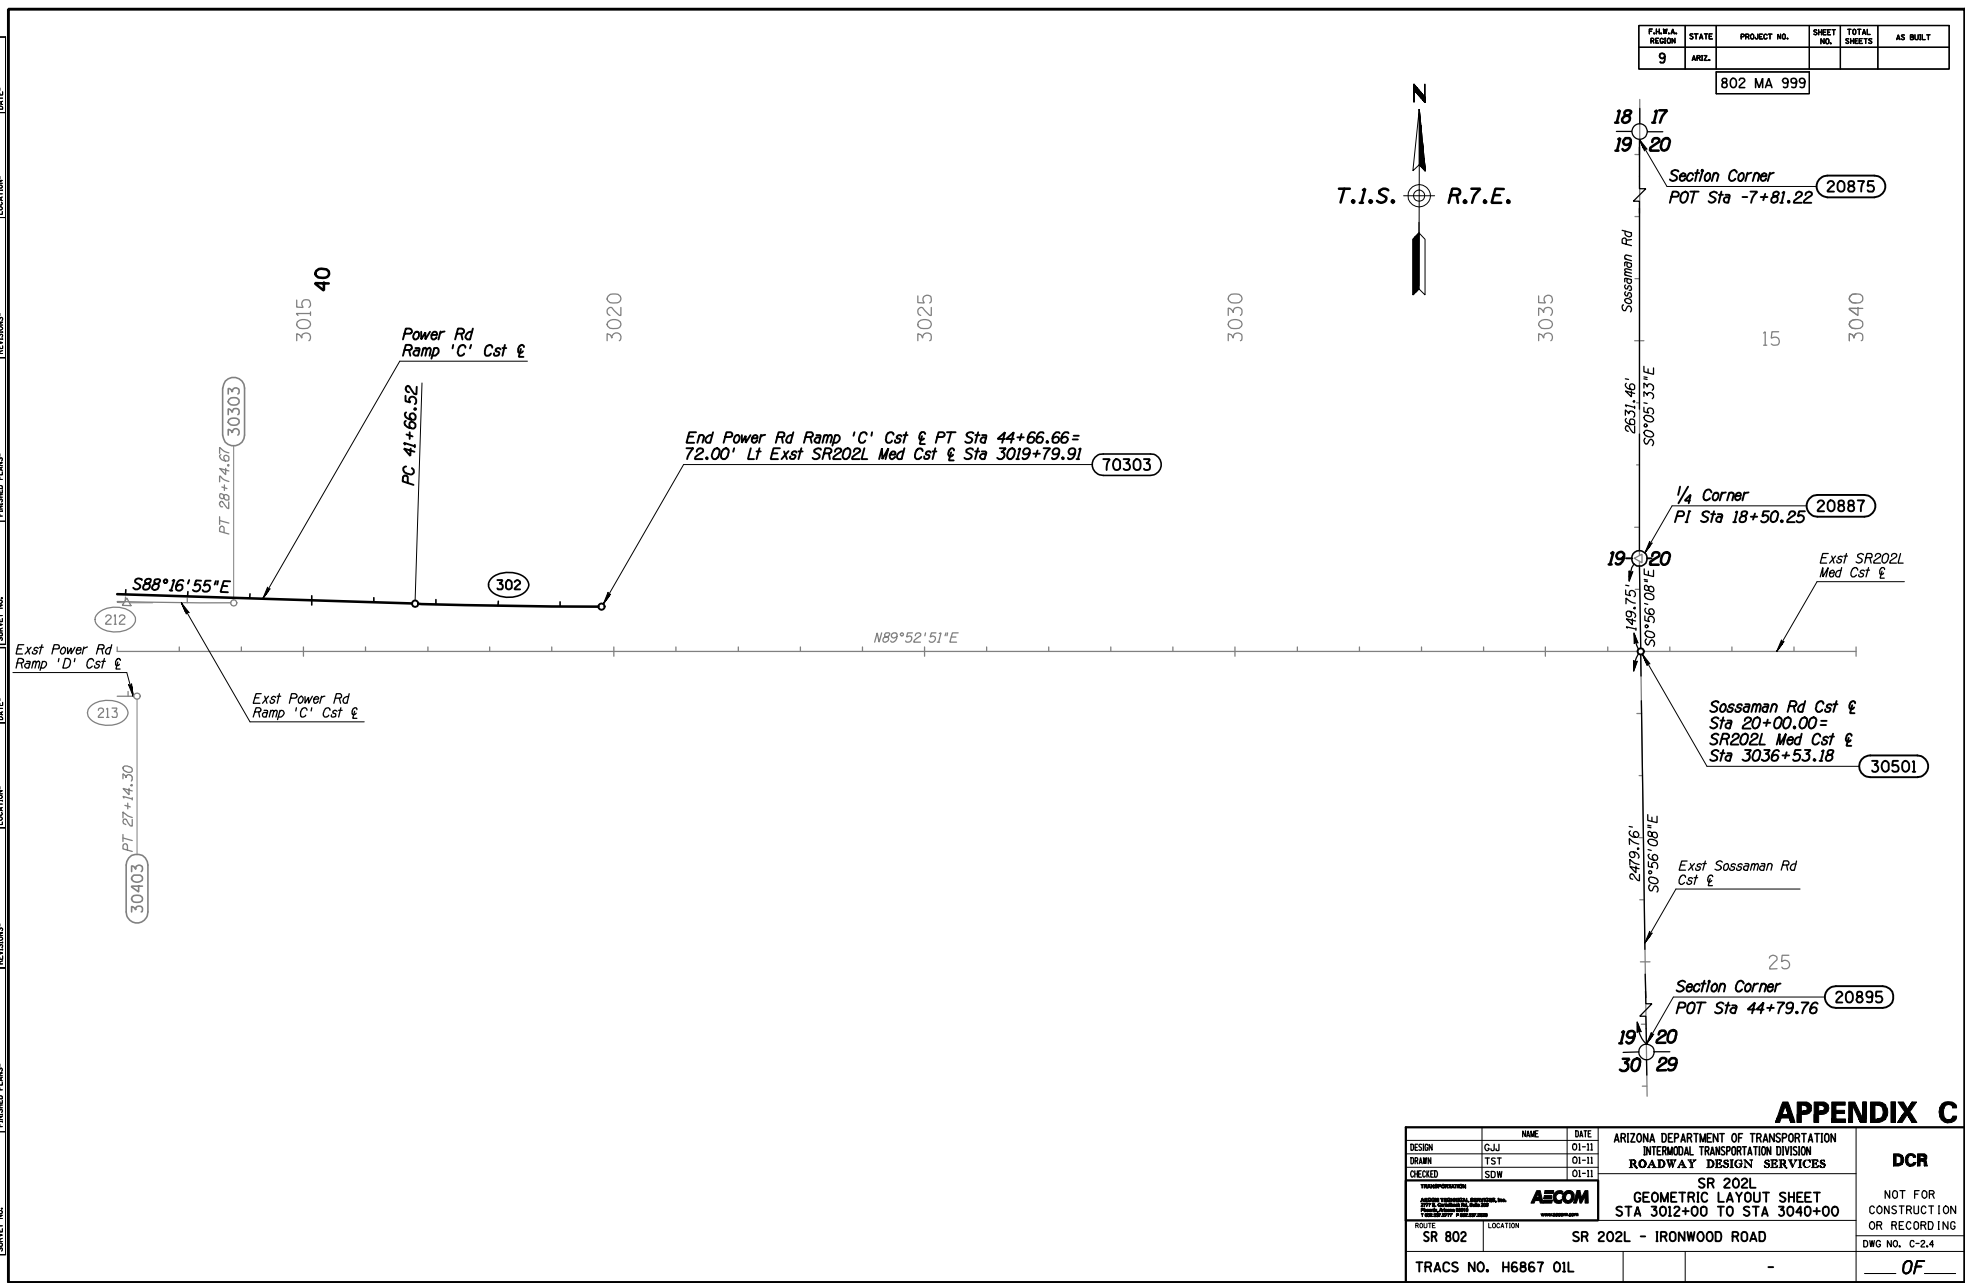 F.H.W.A. REGION STATE PROJECT NO. SHEET NO. TOTAL SHEETS AS BUILT
9 ARIZ.
802 MA 999
N
T.1.S. R.7.E.
18 17
19 20
Section Corner
POT Sta -7+81.22
20875
Sossaman Rd
40
3015
3020
3025
3030
3035
3040
15
Power Rd
Ramp 'C' Cst ℄
30303
PT 28+74.67
PC 41+66.52
2631.46'
S0°05'33"E
End Power Rd Ramp 'C' Cst ℄ PT Sta 44+66.66=
72.00' Lt Exst SR202L Med Cst ℄ Sta 3019+79.91
70303
1/4 Corner
PI Sta 18+50.25
20887
19 20
Exst SR202L
Med Cst ℄
S88°16'55"E
302
212
149.75'
S0°56'08"E
N89°52'51"E
Exst Power Rd
Ramp 'D' Cst ℄
213
Exst Power Rd
Ramp 'C' Cst ℄
PT 27+14.30
30403
Sossaman Rd Cst ℄
Sta 20+00.00=
SR202L Med Cst ℄
Sta 3036+53.18
30501
2479.76'
S0°56'08"E
Exst Sossaman Rd
Cst ℄
25
Section Corner
POT Sta 44+79.76
20895
19 20
30 29
APPENDIX C
NAME DATE
DESIGN GJJ 01-11
DRAWN TST 01-11
CHECKED SDW 01-11
ARIZONA DEPARTMENT OF TRANSPORTATION
INTERMODAL TRANSPORTATION DIVISION
ROADWAY DESIGN SERVICES
DCR
TRANSPORTATION
AECOM
SR 202L
GEOMETRIC LAYOUT SHEET
STA 3012+00 TO STA 3040+00
NOT FOR
CONSTRUCTION
OR RECORDING
ROUTE
SR 802
LOCATION
SR 202L - IRONWOOD ROAD
DWG NO. C-2.4
TRACS NO. H6867 01L
-
OF